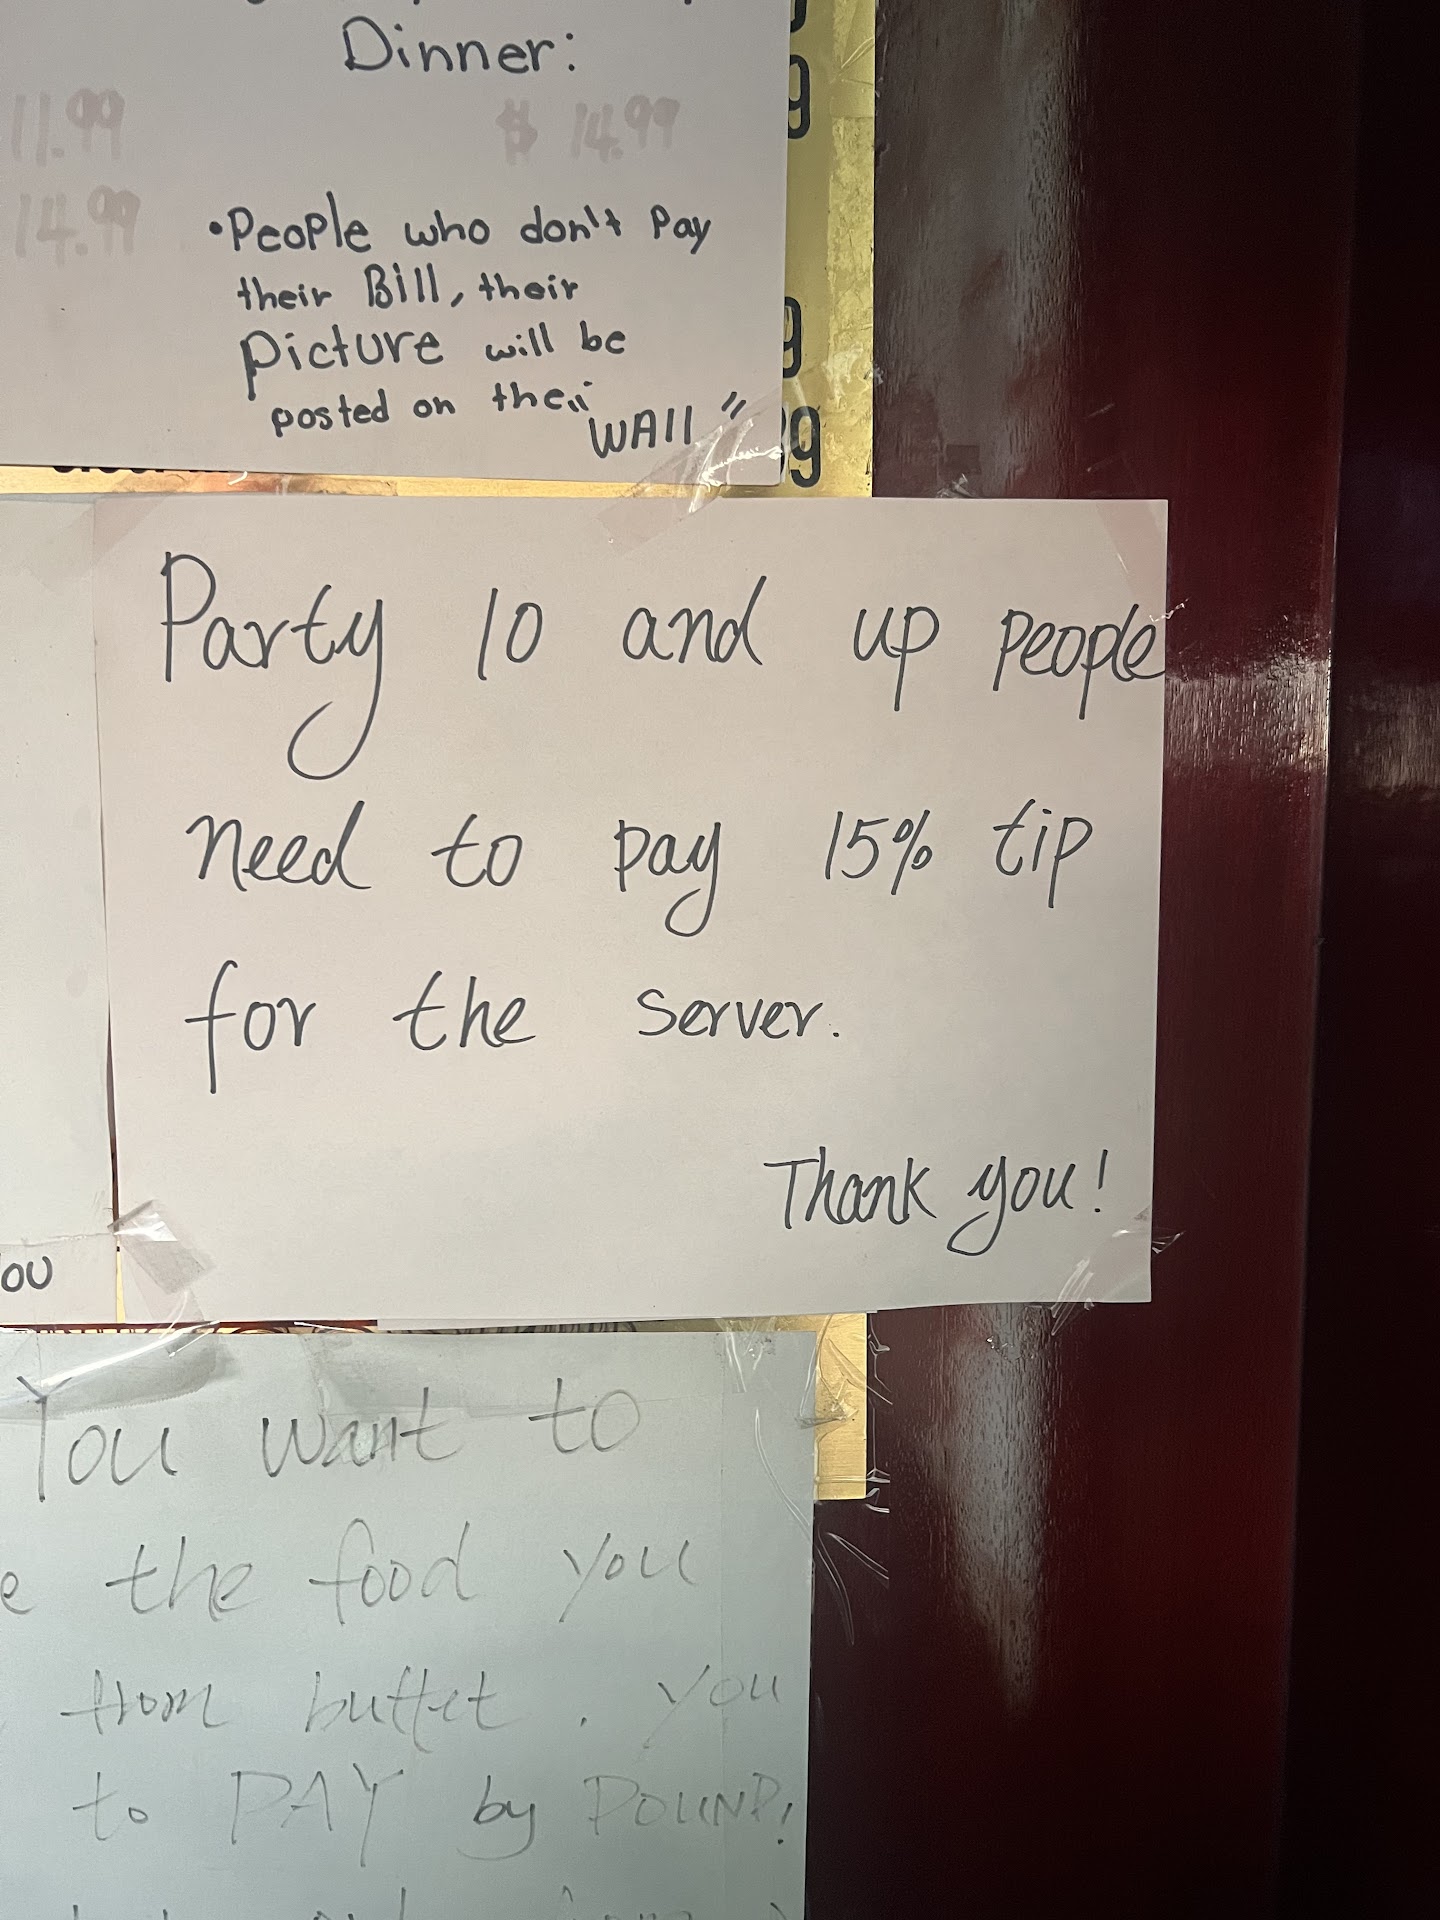 Dinner:
11.99 $ 14.99
14.99
•People who don't Pay
their Bill, their
Picture will be
posted on their
"WAll"
Party 10 and up people
need to pay 15% tip
for the server.
Thank you!
You want to
the food you
from buffet. you
to PAY by POUND!